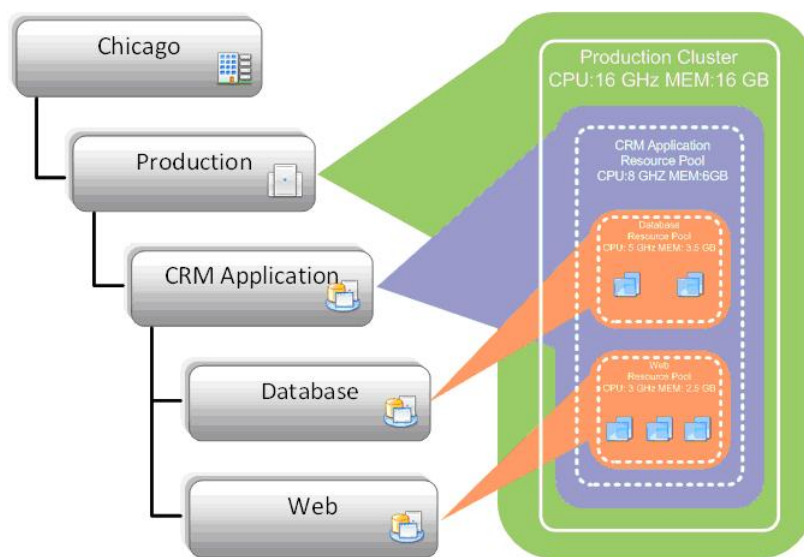 Chicago
Production
CRM Application
Database
Web
Production Cluster
CPU:16 GHz MEM:16 GB
CRM Application
Resource Pool
CPU:8 GHZ MEM:6GB
Database
Resource Pool
CPU: 5 GHz MEM: 3.5 GB
Web
Resource Pool
CPU: 3 GHz MEM: 2.5 GB